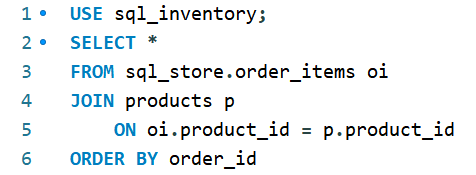 1 USE sql_inventory;
2 SELECT *
3 FROM sql_store.order_items oi
4 JOIN products p
5     ON oi.product_id = p.product_id
6 ORDER BY order_id